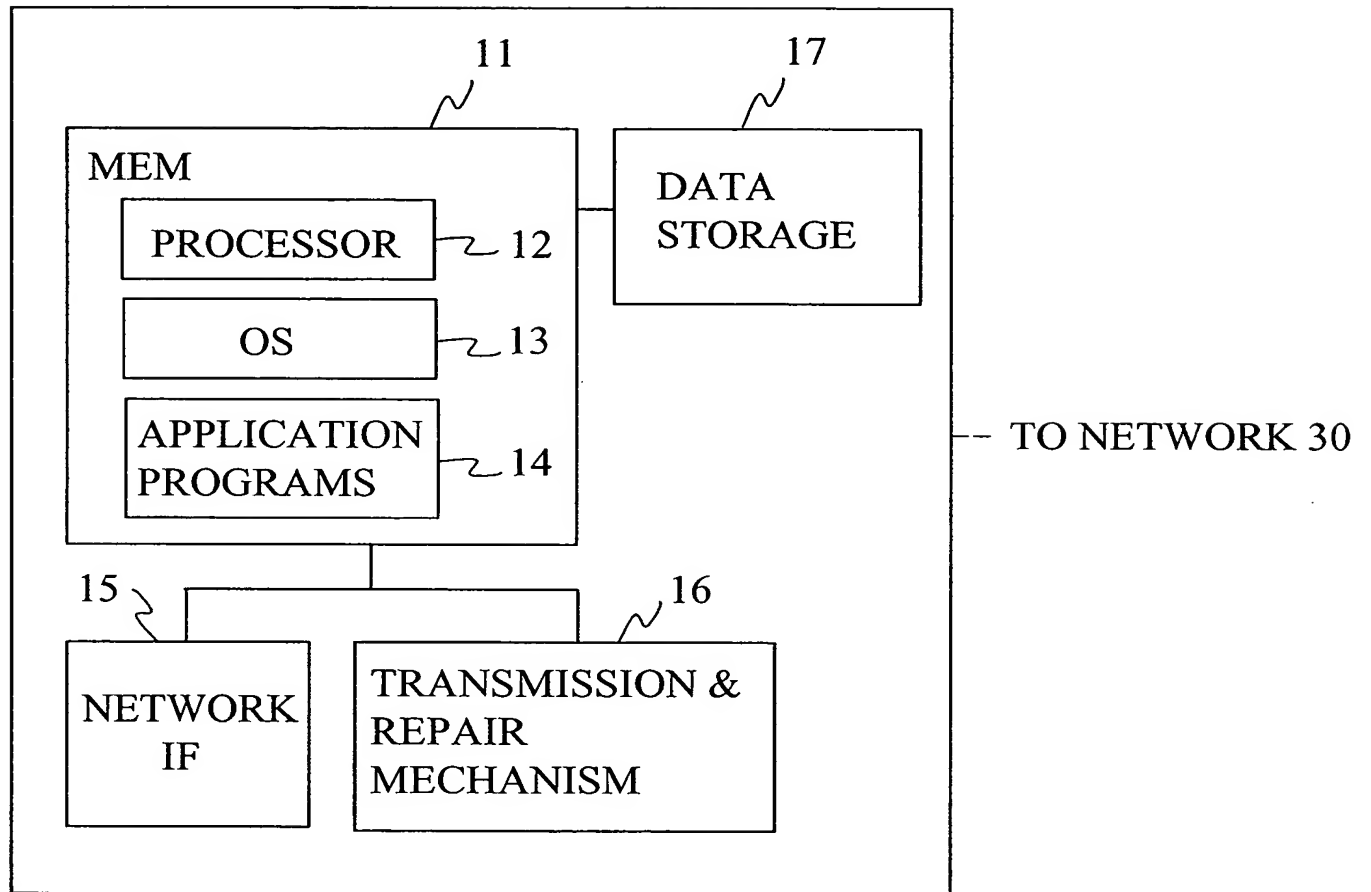 11
17
MEM
PROCESSOR
12
OS
13
APPLICATION
PROGRAMS
14
DATA
STORAGE
TO NETWORK 30
15
16
NETWORK
IF
TRANSMISSION &
REPAIR
MECHANISM